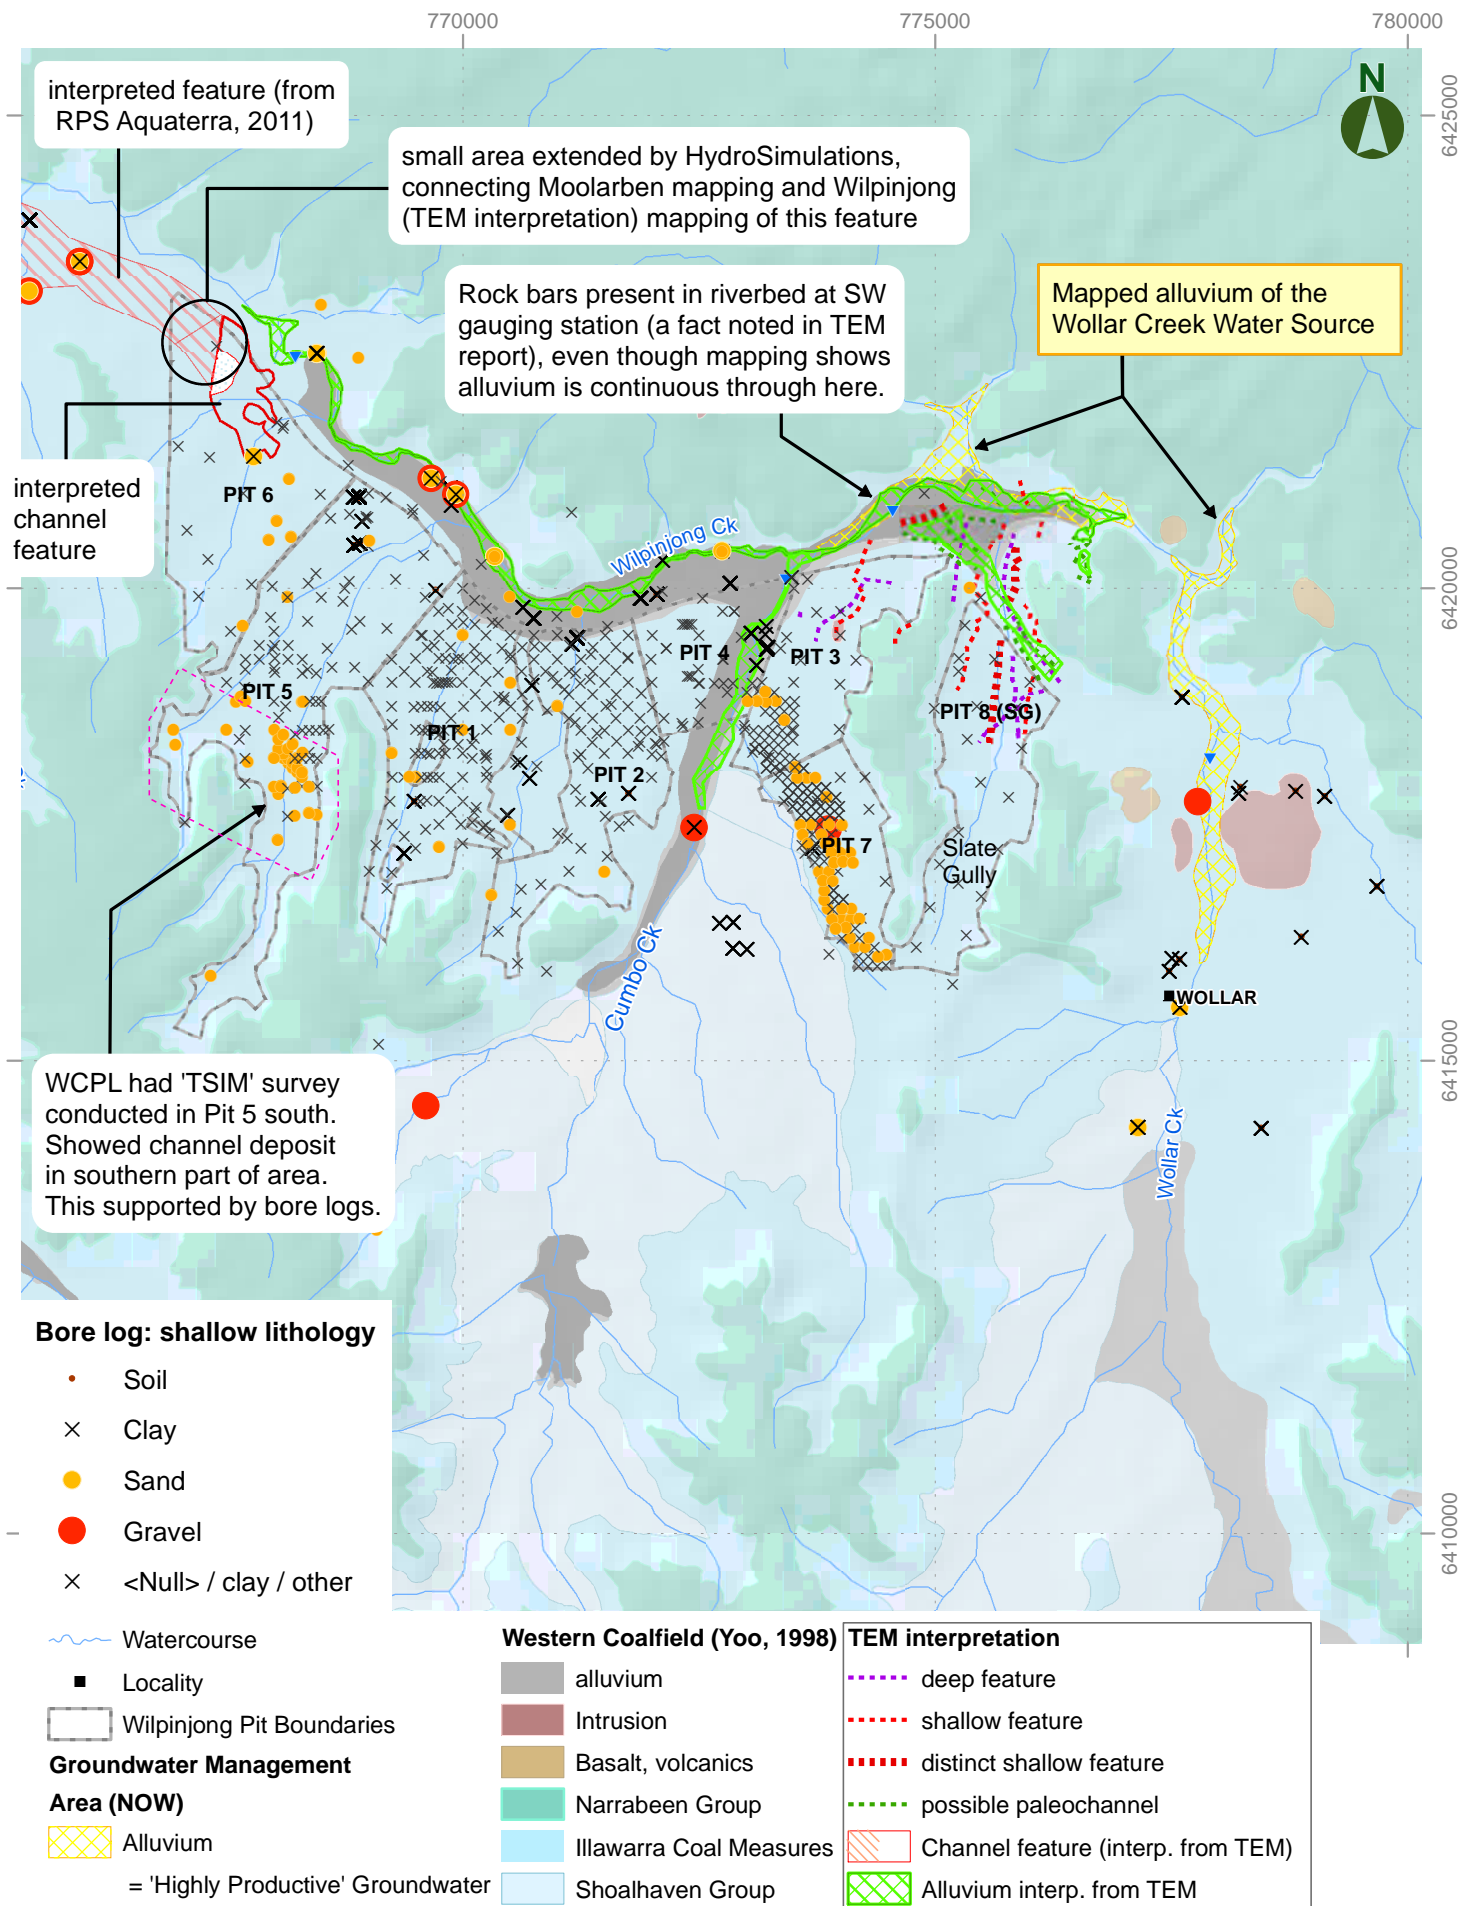 770000
775000
780000
6425000
6420000
6415000
6410000
N
interpreted feature (from
RPS Aquaterra, 2011)
small area extended by HydroSimulations,
connecting Moolarben mapping and Wilpinjong
(TEM interpretation) mapping of this feature
Rock bars present in riverbed at SW
gauging station (a fact noted in TEM
report), even though mapping shows
alluvium is continuous through here.
Mapped alluvium of the
Wollar Creek Water Source
interpreted
channel
feature
PIT 6
Wilpinjong Ck
PIT 5
PIT 4
PIT 3
PIT 1
PIT 8 (SG)
PIT 2
PIT 7
Slate
Gully
Cumbo Ck
WOLLAR
Wollar Ck
WCPL had 'TSIM' survey
conducted in Pit 5 south.
Showed channel deposit
in southern part of area.
This supported by bore logs.
Bore log: shallow lithology
Soil
Clay
Sand
Gravel
<Null> / clay / other
Watercourse
Locality
Wilpinjong Pit Boundaries
Groundwater Management
Area (NOW)
Alluvium
= 'Highly Productive' Groundwater
Western Coalfield (Yoo, 1998)
alluvium
Intrusion
Basalt, volcanics
Narrabeen Group
Illawarra Coal Measures
Shoalhaven Group
TEM interpretation
deep feature
shallow feature
distinct shallow feature
possible paleochannel
Channel feature (interp. from TEM)
Alluvium interp. from TEM